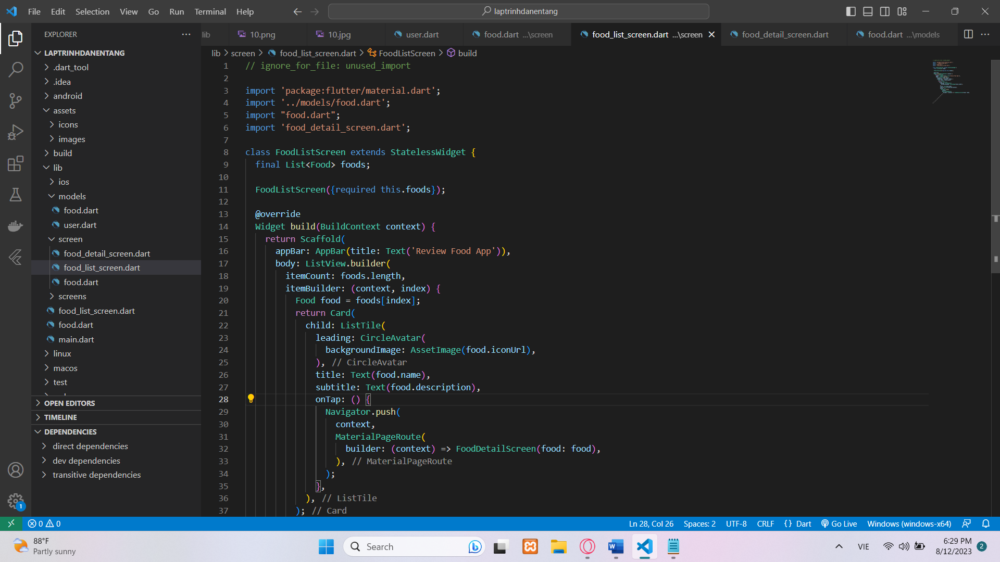 File Edit Selection View Go Run Terminal Help
laptrinhdanentang
EXPLORER
lib 10.png 10.jpg user.dart food.dart ...\screen food_list_screen.dart ...\screen food_detail_screen.dart food.dart ...\models
lib > screen > food_list_screen.dart > FoodListScreen > build
LAPTRINHDANENTANG
.dart_tool
.idea
android
assets
icons
images
build
lib
ios
models
food.dart
user.dart
screen
food_detail_screen.dart
food_list_screen.dart
food.dart
screens
food_list_screen.dart
food.dart
main.dart
linux
macos
test
OPEN EDITORS
TIMELINE
DEPENDENCIES
direct dependencies
dev dependencies
transitive dependencies
1 // ignore_for_file: unused_import
2
3 import 'package:flutter/material.dart';
4 import '../models/food.dart';
5 import "food.dart";
6 import 'food_detail_screen.dart';
7
8 class FoodListScreen extends StatelessWidget {
9 final List<Food> foods;
10
11 FoodListScreen({required this.foods});
12
13 @override
14 Widget build(BuildContext context) {
15 return Scaffold(
16 appBar: AppBar(title: Text('Review Food App')),
17 body: ListView.builder(
18 itemCount: foods.length,
19 itemBuilder: (context, index) {
20 Food food = foods[index];
21 return Card(
22 child: ListTile(
23 leading: CircleAvatar(
24 backgroundImage: AssetImage(food.iconUrl),
25 ), // CircleAvatar
26 title: Text(food.name),
27 subtitle: Text(food.description),
28 onTap: () {
29 Navigator.push(
30 context,
31 MaterialPageRoute(
32 builder: (context) => FoodDetailScreen(food: food),
33 ), // MaterialPageRoute
34 );
35 },
36 ), // ListTile
37 ); // Card
1
0 0
Ln 28, Col 26 Spaces: 2 UTF-8 CRLF {} Dart Go Live Windows (windows-x64)
88°F
Partly sunny
Search
VIE
6:29 PM
8/12/2023
2